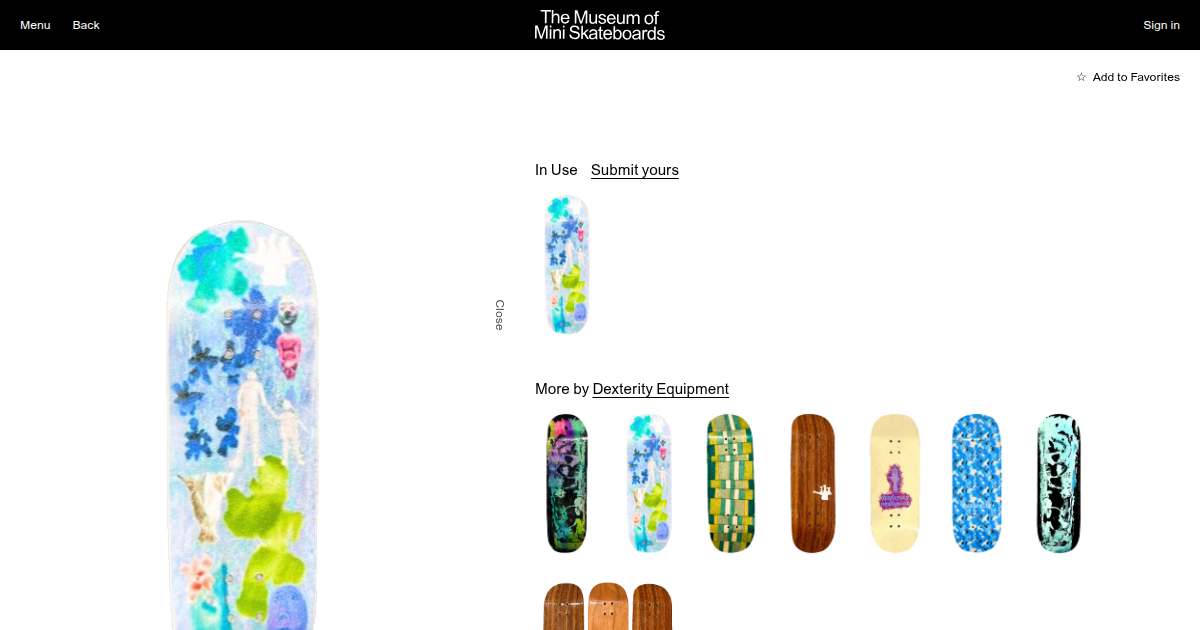 Menu
Back
The Museum of
Mini Skateboards
Sign in
☆ Add to Favorites
In Use
Submit yours
Close
More by Dexterity Equipment